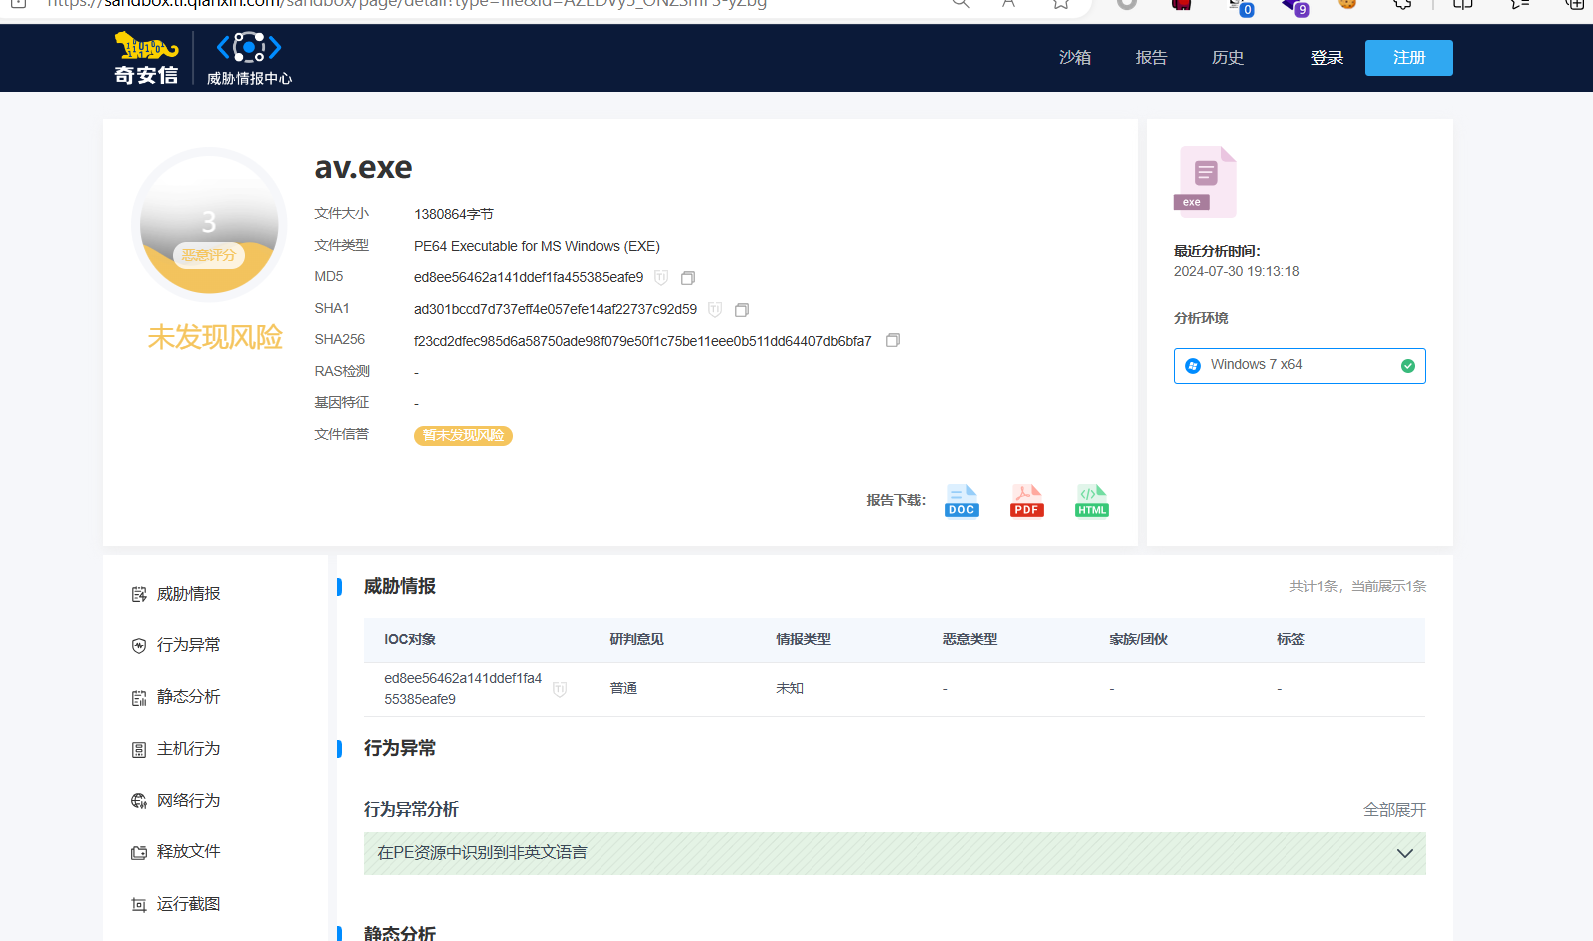 https://sandbox.ti.qianxin.com/sandbox/page/detail?type=file&id=
0
9
奇安信
威胁情报中心
沙箱
报告
历史
登录
注册
3
恶意评分
未发现风险
av.exe
文件大小 1380864字节
文件类型 PE64 Executable for MS Windows (EXE)
MD5 ed8ee56462a141ddef1fa455385eafe9 TI
SHA1 ad301bccd7d737eff4e057efe14af22737c92d59 TI
SHA256 f23cd2dfec985d6a58750ade98f079e50f1c75be11eee0b511dd64407db6bfa7
RAS检测 -
基因特征 -
文件信誉 暂未发现风险
报告下载：
DOC
PDF
HTML
exe
最近分析时间：
2024-07-30 19:13:18
分析环境
Windows 7 x64
威胁情报
行为异常
静态分析
主机行为
网络行为
释放文件
运行截图
威胁情报
共计1条，当前展示1条
IOC对象 研判意见 情报类型 恶意类型 家族/团伙 标签
ed8ee56462a141ddef1fa4
55385eafe9 TI 普通 未知 - - -
行为异常
行为异常分析
全部展开
在PE资源中识别到非英文语言
静态分析